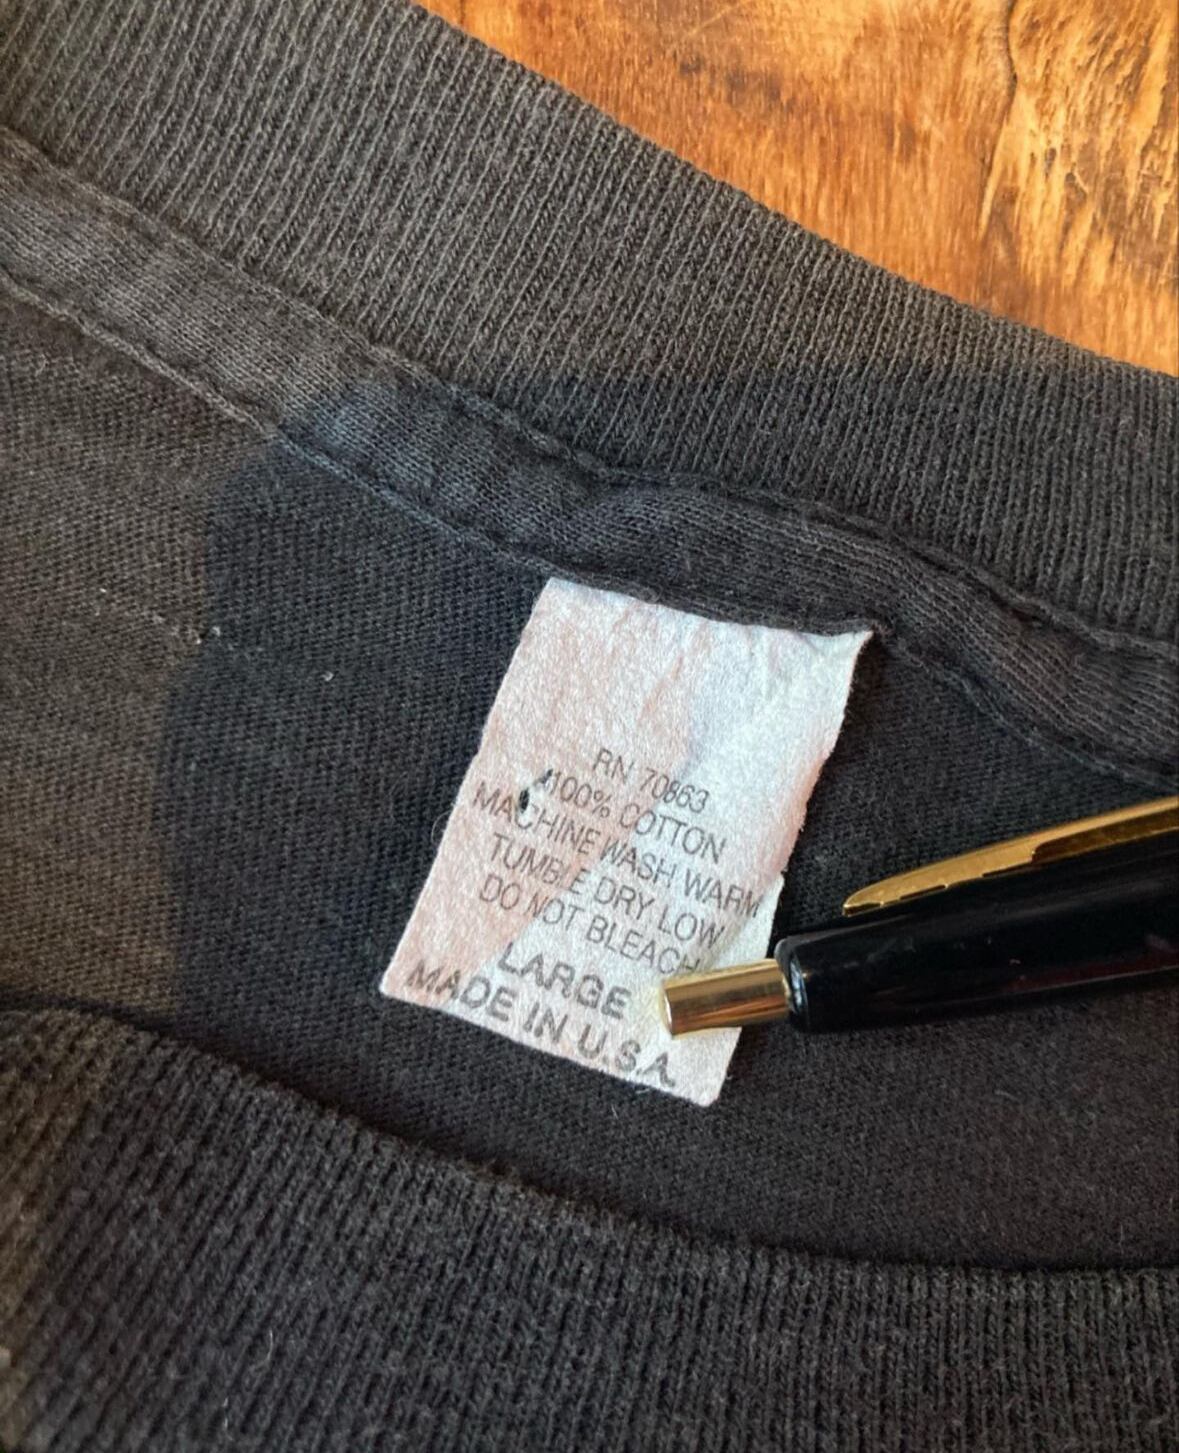 RN 70863
100% COTTON
MACHINE WASH WARM
TUMBLE DRY LOW
DO NOT BLEACH
LARGE
MADE IN U.S.A.